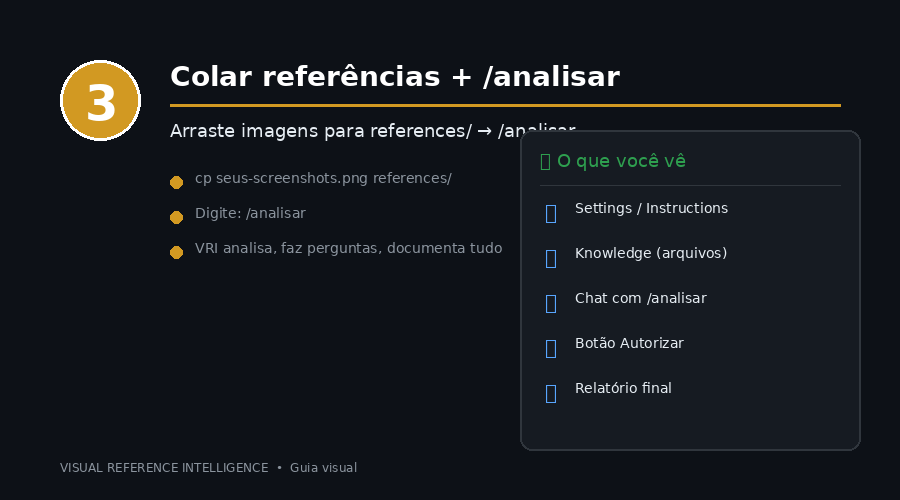 3
Colar referências + /analisar
Arraste imagens para references/ → /analisar
cp seus-screenshots.png references/
Digite: /analisar
VRI analisa, faz perguntas, documenta tudo
O que você vê
Settings / Instructions
Knowledge (arquivos)
Chat com /analisar
Botão Autorizar
Relatório final
VISUAL REFERENCE INTELLIGENCE • Guia visual